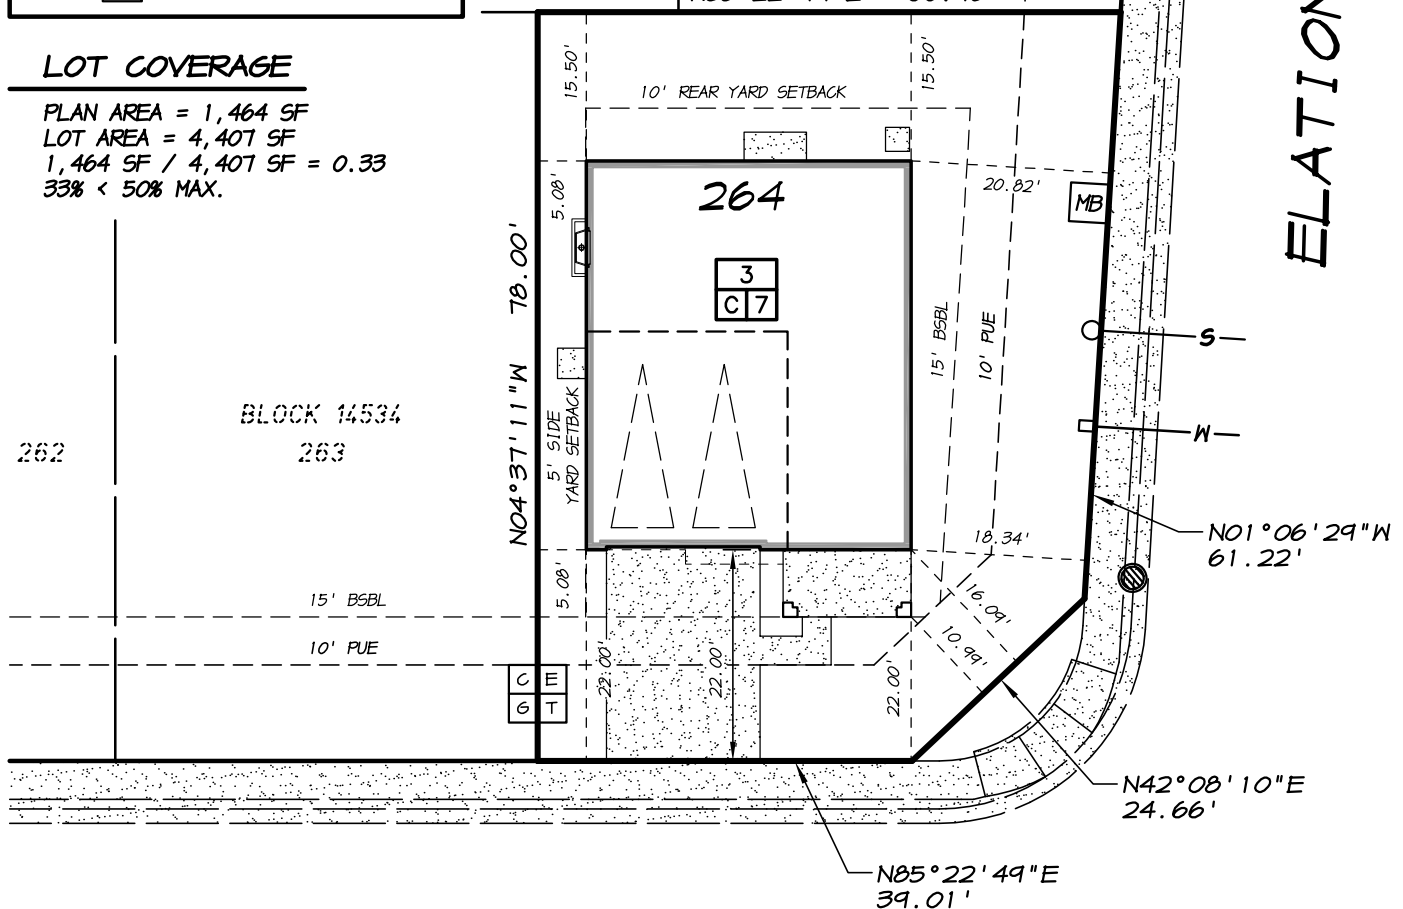 LOT COVERAGE
PLAN AREA = 1,464 SF
LOT AREA = 4,407 SF
1,464 SF / 4,407 SF = 0.33
33% < 50% MAX.
15.50'
15.50'
10' REAR YARD SETBACK
ELATION
264
5.08'
20.82'
MB
78.00'
N04°37'11"W
3
C 7
15' BSBL
10' PUE
S
W
BLOCK 14534
262
263
5' SIDE
YARD SETBACK
N01°06'29"W
61.22'
18.34'
5.08'
15' BSBL
16.09'
10.99'
10' PUE
22.00'
22.00'
22.00'
C E
G T
N42°08'10"E
24.66'
N85°22'49"E
39.01'